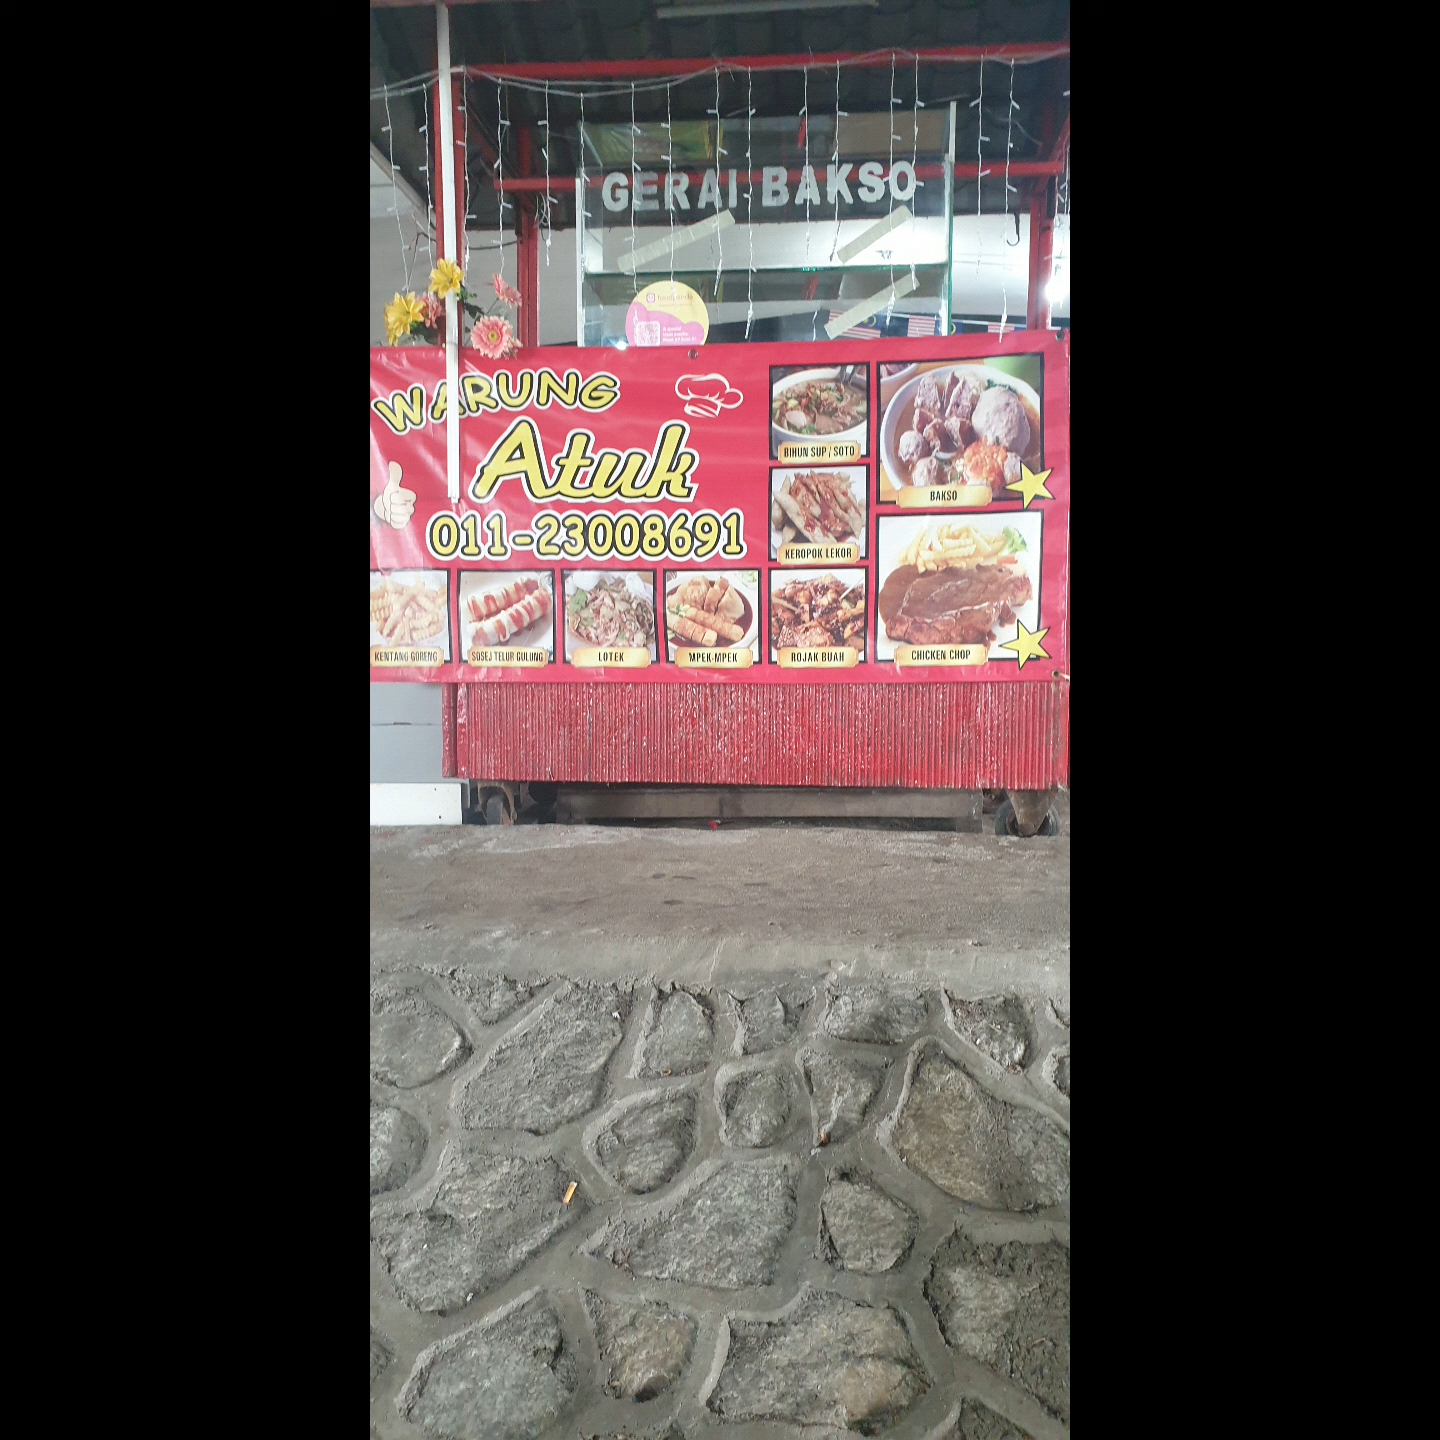 GERAI BAKSO
foodpanda
WARUNG
Atuk
011-23008691
BIHUN SUP / SOTO
BAKSO
KEROPOK LEKOR
KENTANG GORENG
SOSEJ TELUR GULUNG
LOTEK
MPEK-MPEK
ROJAK BUAH
CHICKEN CHOP